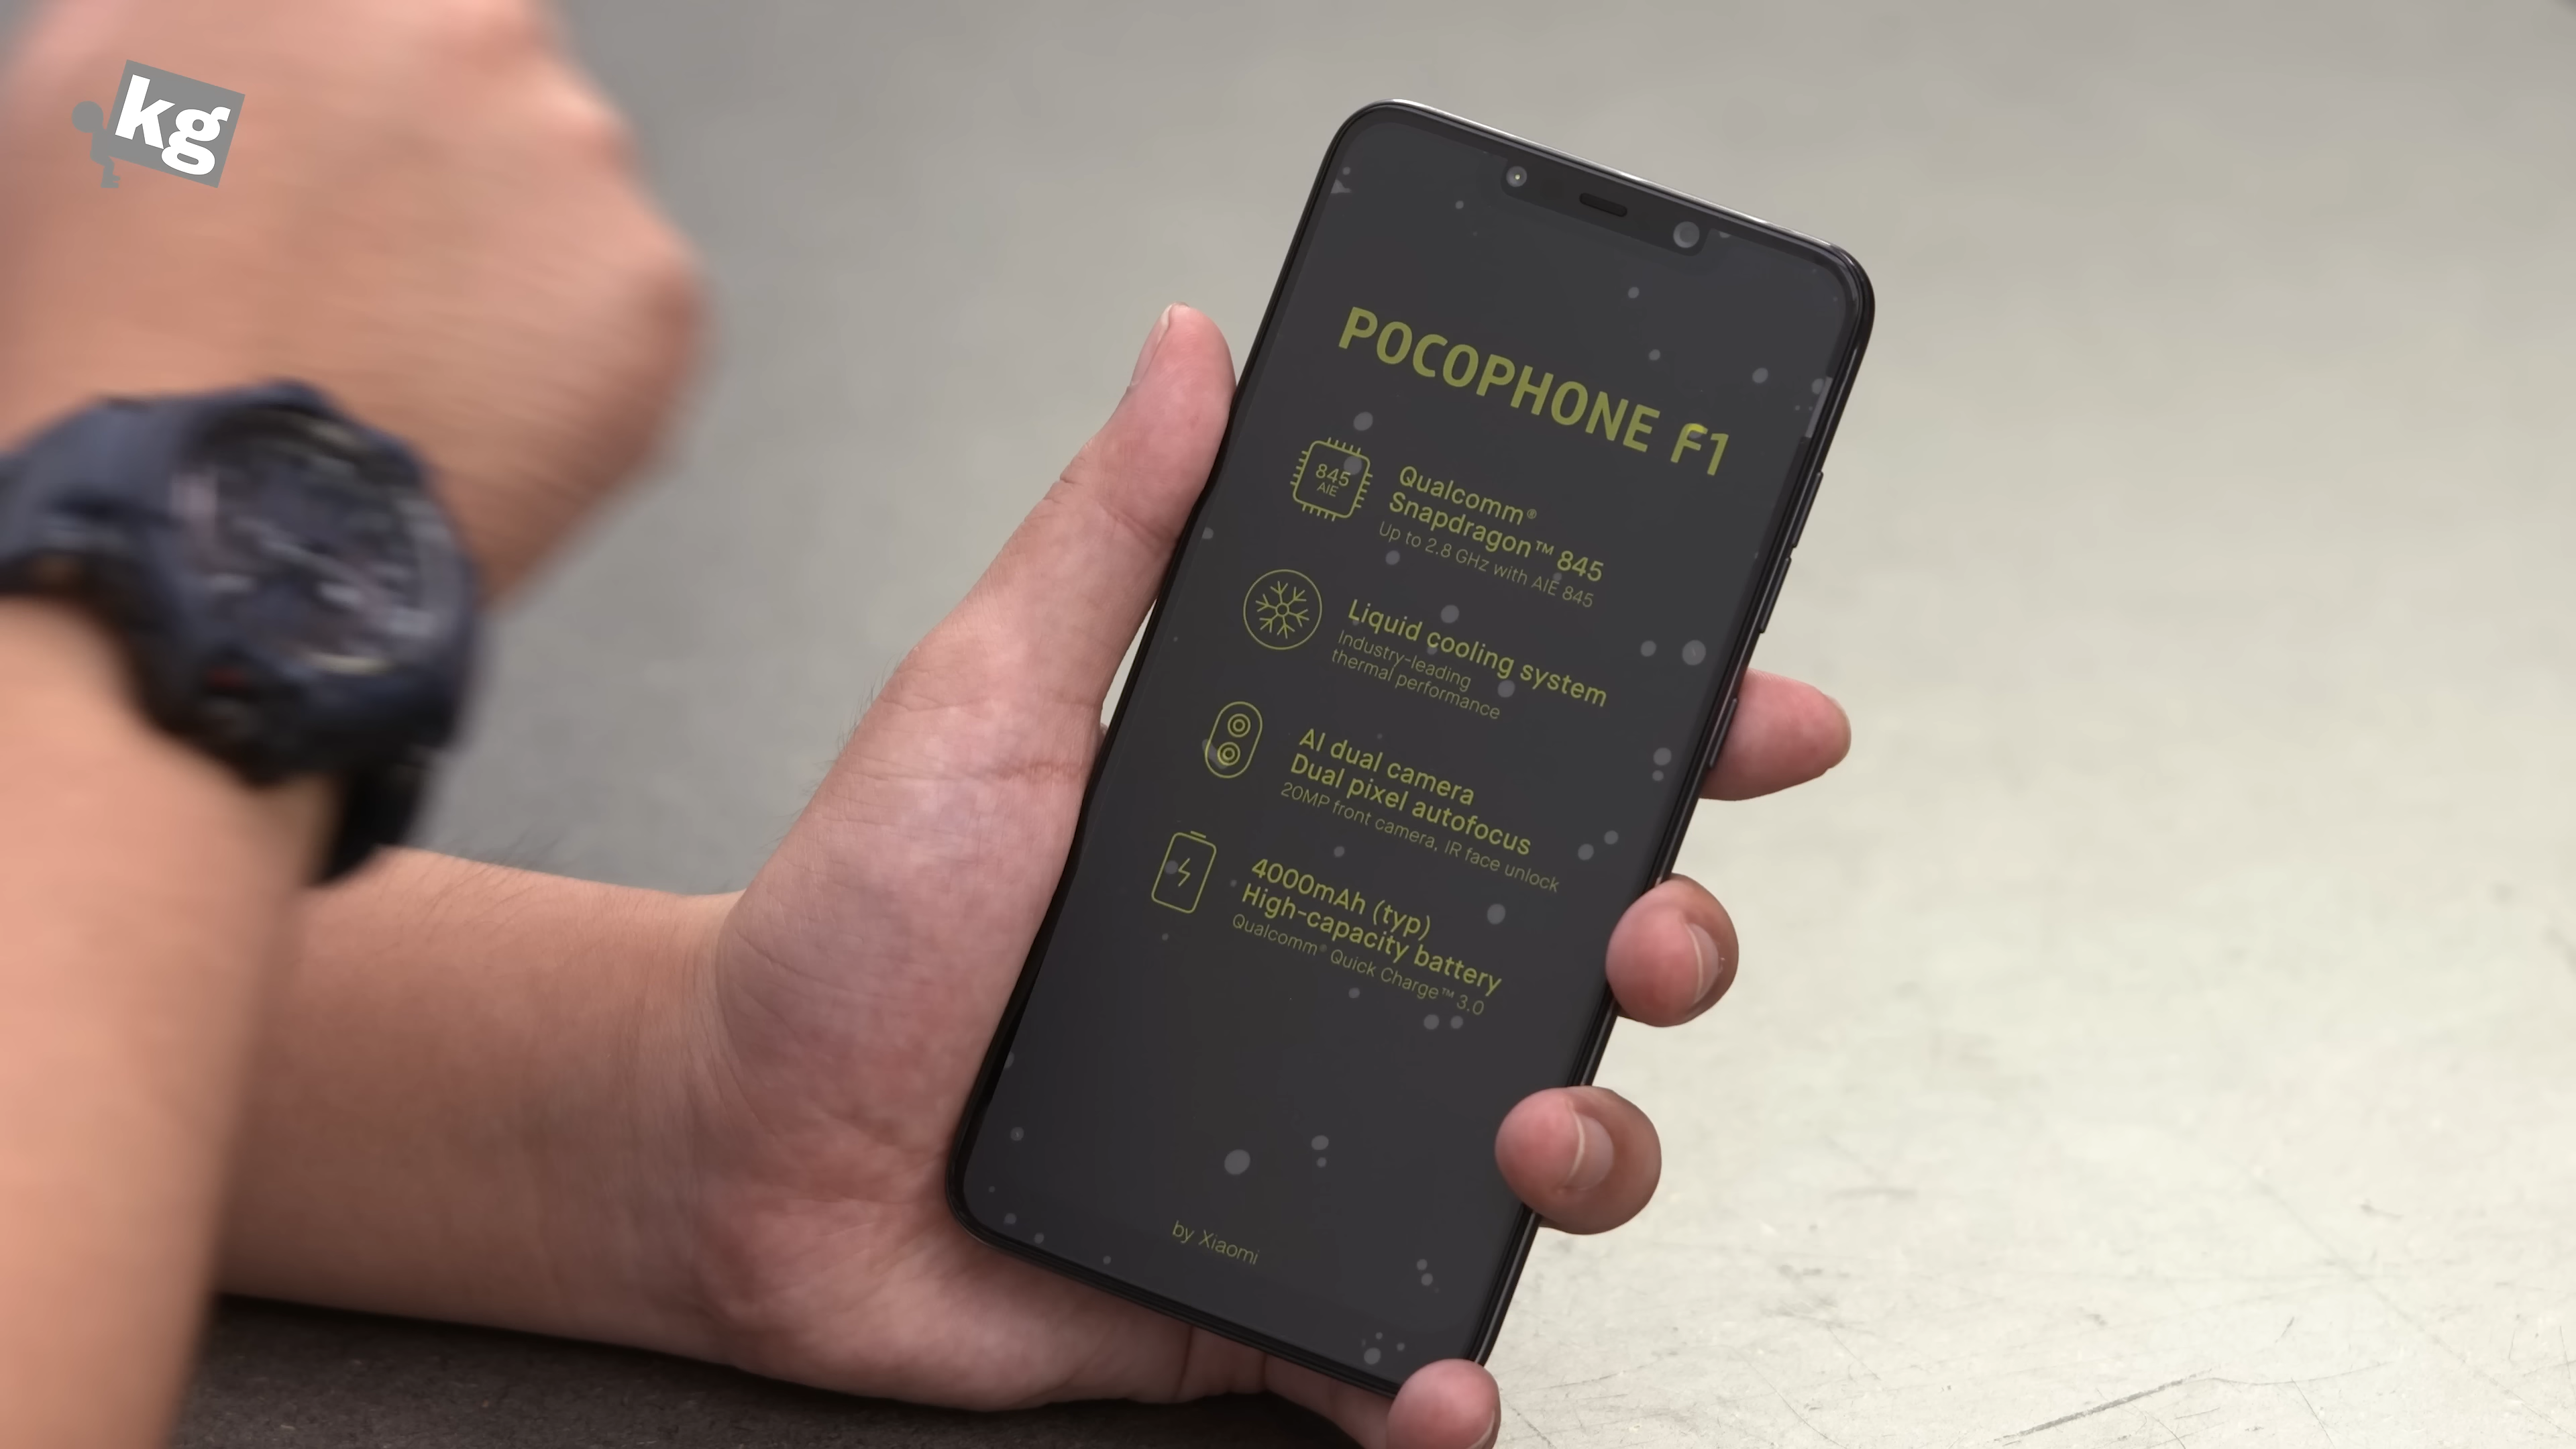 kg
POCOPHONE F1
845
AIE
Qualcomm®
Snapdragon™ 845
Up to 2.8 GHz with AIE 845
Liquid cooling system
Industry-leading
thermal performance
AI dual camera
Dual pixel autofocus
20MP front camera, IR face unlock
4000mAh (typ)
High-capacity battery
Qualcomm® Quick Charge™ 3.0
by Xiaomi